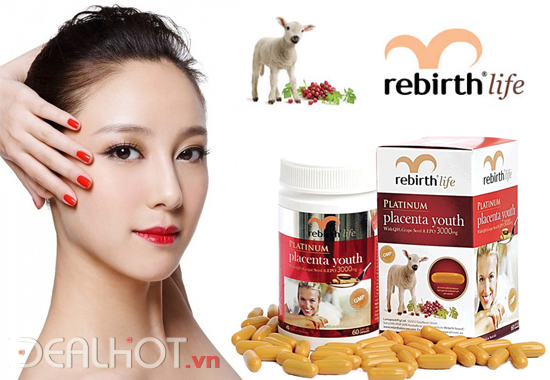 rebirth® life
rebirth® life
PLATINUM
placenta youth
With Q10, Grape Seed & EPO 3000mg
GMP
rebirth® life
PLATINUM
placenta youth
3000mg
GMP
60
DEALHOT.vn